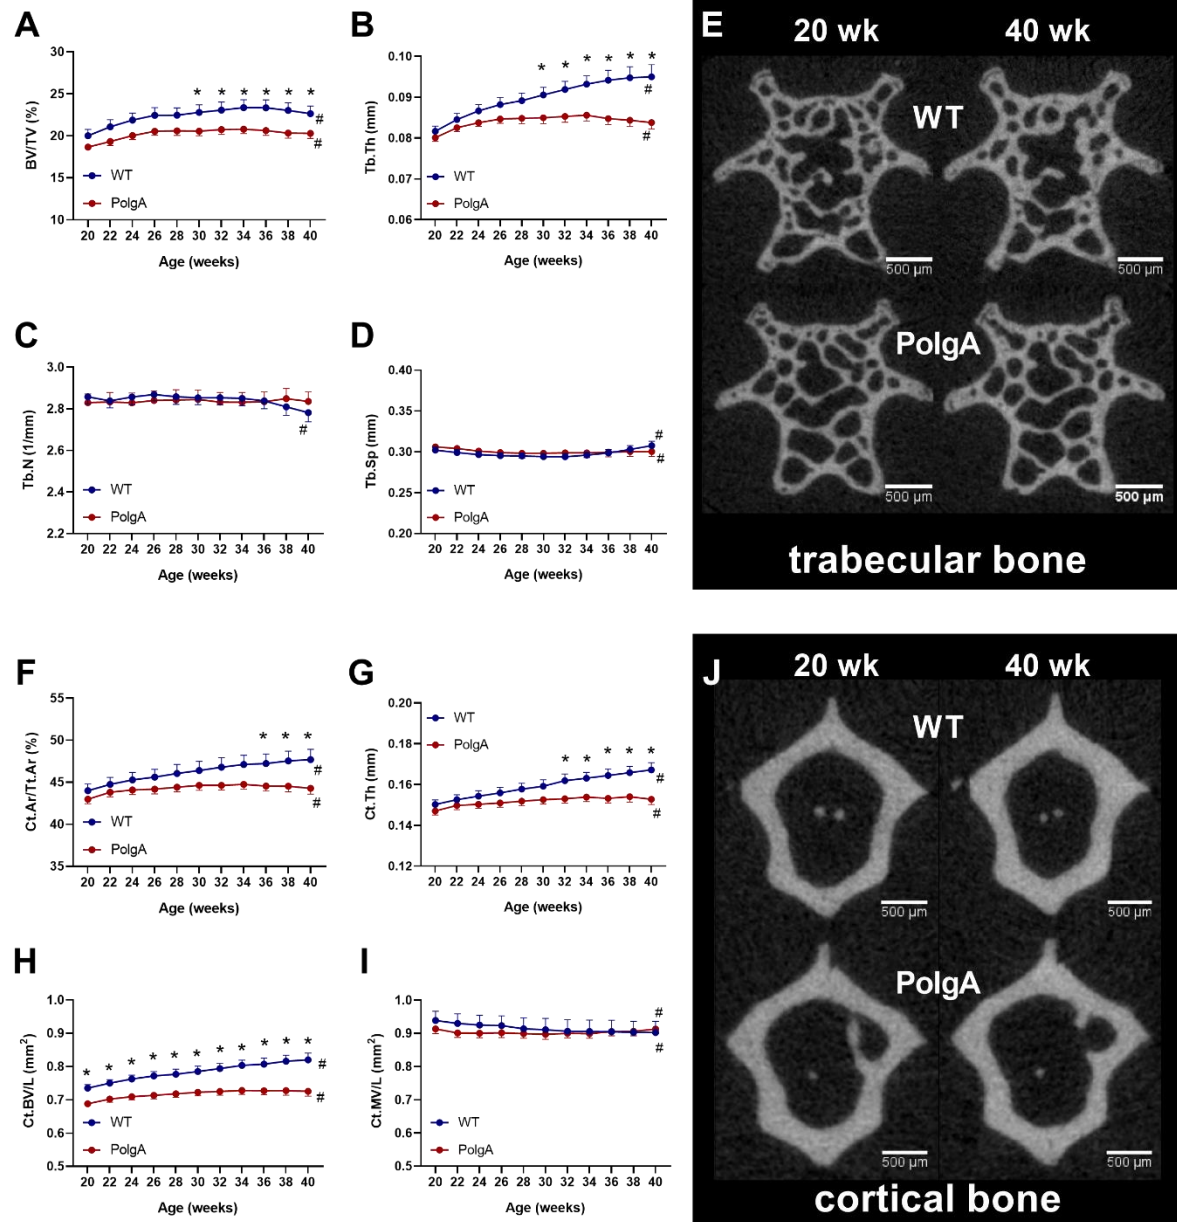 A
BV/TV (%)
30
25
20
15
10
* * * * * *
#
#
WT
PolgA
20 22 24 26 28 30 32 34 36 38 40
Age (weeks)
B
Tb.Th (mm)
0.10
0.09
0.08
0.07
0.06
* * * * * *
#
#
WT
PolgA
20 22 24 26 28 30 32 34 36 38 40
Age (weeks)
C
Tb.N (1/mm)
3.0
2.8
2.6
2.4
2.2
#
WT
PolgA
20 22 24 26 28 30 32 34 36 38 40
Age (weeks)
D
Tb.Sp (mm)
0.40
0.35
0.30
0.25
0.20
#
#
WT
PolgA
20 22 24 26 28 30 32 34 36 38 40
Age (weeks)
E
20 wk 40 wk
WT
500 µm 500 µm
PolgA
500 µm 500 µm
trabecular bone
F
Ct.Ar/Tt.Ar (%)
55
50
45
40
35
* * *
#
#
WT
PolgA
20 22 24 26 28 30 32 34 36 38 40
Age (weeks)
G
Ct.Th (mm)
0.20
0.18
0.16
0.14
0.12
WT
PolgA
* * * * *
#
#
20 22 24 26 28 30 32 34 36 38 40
Age (weeks)
H
Ct.BV/L (mm²)
1.0
0.9
0.8
0.7
0.6
0.5
* * * * * * * * * * *
#
#
WT
PolgA
20 22 24 26 28 30 32 34 36 38 40
Age (weeks)
I
Ct.MV/L (mm²)
1.0
0.9
0.8
0.7
0.6
0.5
#
#
WT
PolgA
20 22 24 26 28 30 32 34 36 38 40
Age (weeks)
J
20 wk 40 wk
WT
500 µm 500 µm
PolgA
500 µm 500 µm
cortical bone